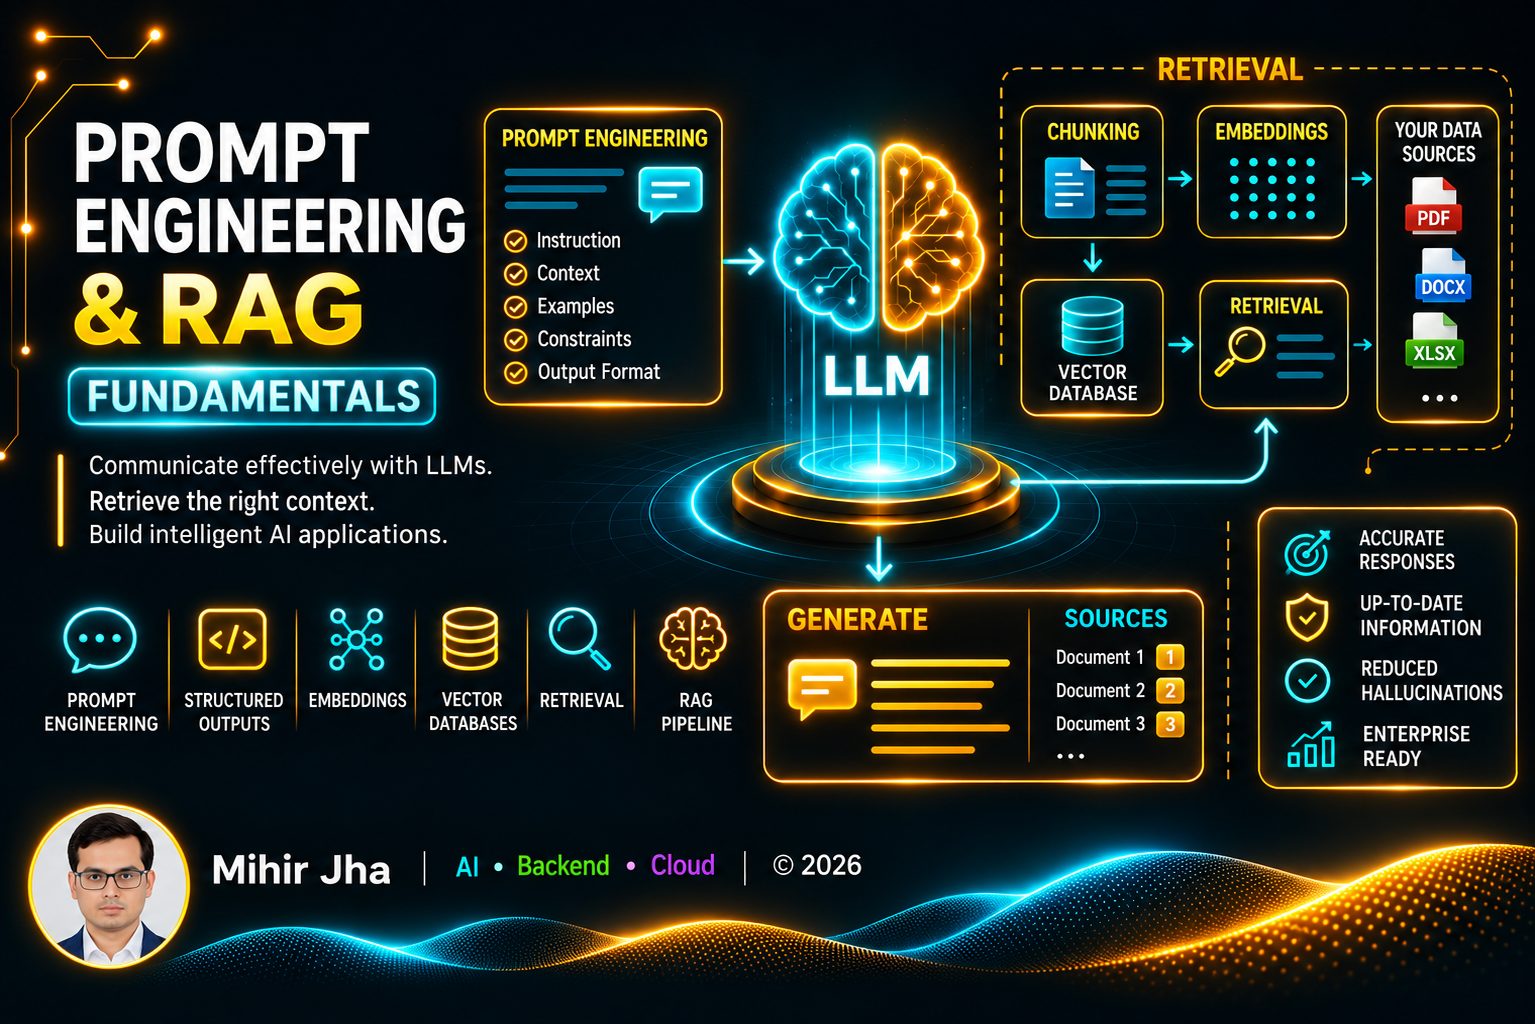 PROMPT
ENGINEERING
& RAG
FUNDAMENTALS
Communicate effectively with LLMs.
Retrieve the right context.
Build intelligent AI applications.
PROMPT ENGINEERING
Instruction
Context
Examples
Constraints
Output Format
LLM
RETRIEVAL
CHUNKING
EMBEDDINGS
YOUR DATA
SOURCES
PDF
DOCX
XLSX
...
VECTOR
DATABASE
RETRIEVAL
GENERATE
SOURCES
Document 1 1
Document 2 2
Document 3 3
...
ACCURATE
RESPONSES
UP-TO-DATE
INFORMATION
REDUCED
HALLUCINATIONS
ENTERPRISE
READY
PROMPT
ENGINEERING
</>
STRUCTURED
OUTPUTS
EMBEDDINGS
VECTOR
DATABASES
RETRIEVAL
RAG
PIPELINE
Mihir Jha | AI • Backend • Cloud | © 2026